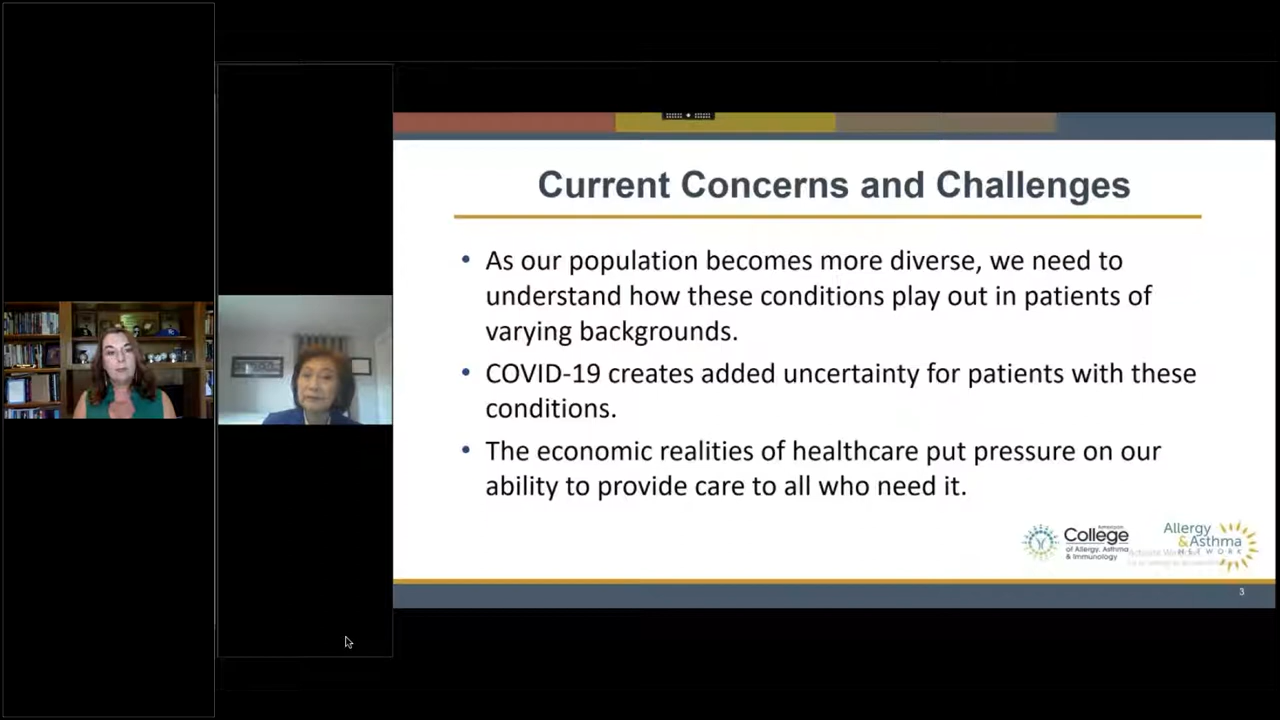 Current Concerns and Challenges
• As our population becomes more diverse, we need to
understand how these conditions play out in patients of
varying backgrounds.
• COVID-19 creates added uncertainty for patients with these
conditions.
• The economic realities of healthcare put pressure on our
ability to provide care to all who need it.
American
College
of Allergy, Asthma
& Immunology
Allergy
&Asthma
NETWORK
3